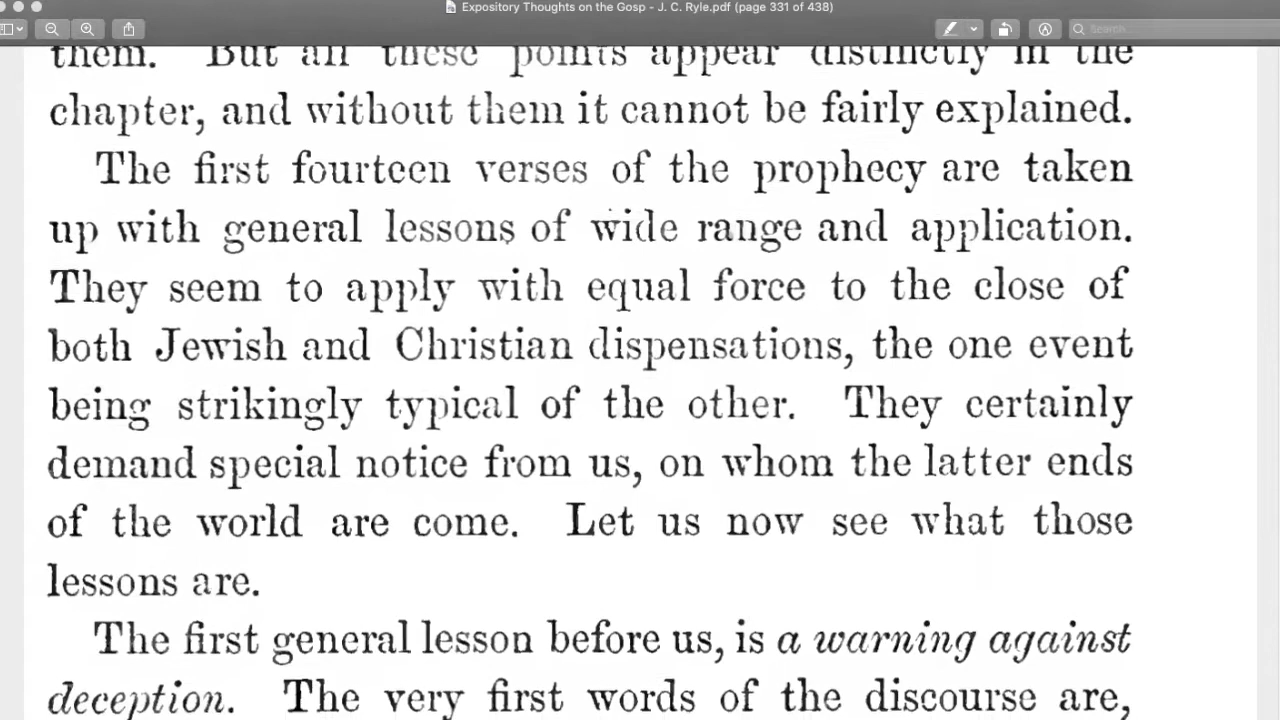 Expository Thoughts on the Gosp - J. C. Ryle.pdf (page 331 of 438)
Search
them. But all these points appear distinctly in the
chapter, and without them it cannot be fairly explained.
The first fourteen verses of the prophecy are taken
up with general lessons of wide range and application.
They seem to apply with equal force to the close of
both Jewish and Christian dispensations, the one event
being strikingly typical of the other. They certainly
demand special notice from us, on whom the latter ends
of the world are come. Let us now see what those
lessons are.
The first general lesson before us, is a warning against
deception. The very first words of the discourse are,